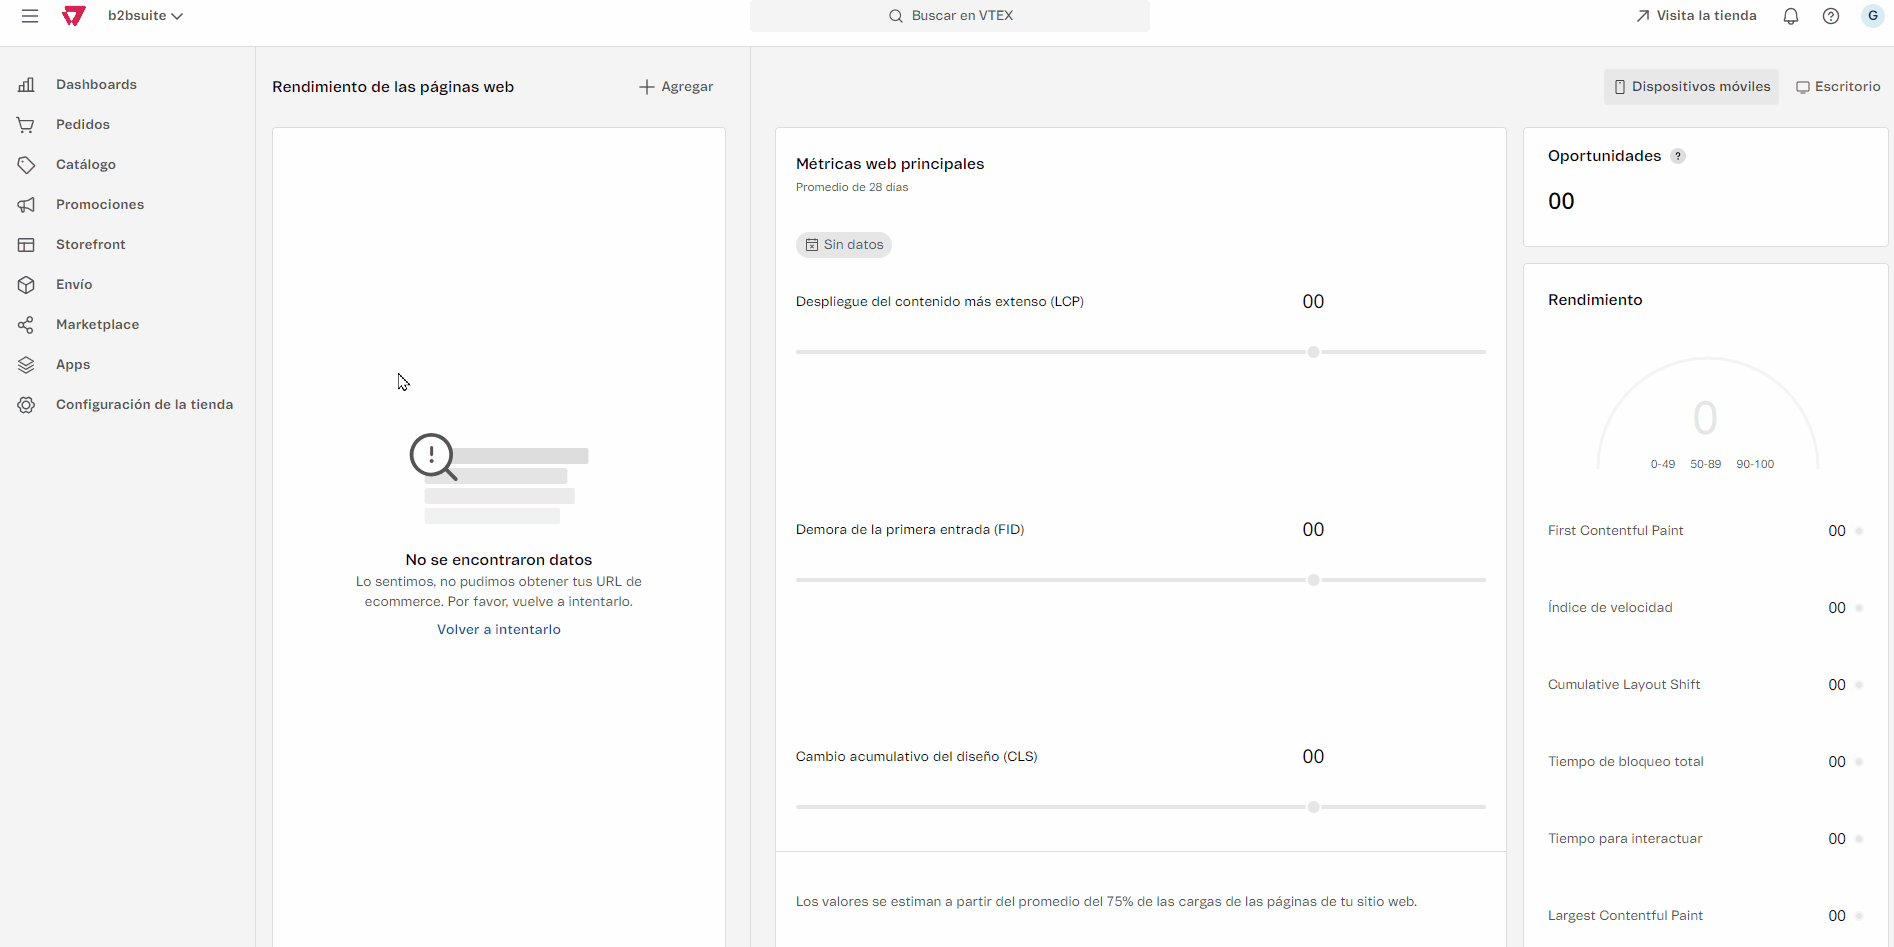 b2bsuite
Buscar en VTEX
Visita la tienda
G
Dashboards
Pedidos
Catálogo
Promociones
Storefront
Envío
Marketplace
Apps
Configuración de la tienda
Rendimiento de las páginas web
Agregar
No se encontraron datos
Lo sentimos, no pudimos obtener tus URL de
ecommerce. Por favor, vuelve a intentarlo.
Volver a intentarlo
Dispositivos móviles
Escritorio
Métricas web principales
Promedio de 28 días
Sin datos
Despliegue del contenido más extenso (LCP) 00
Demora de la primera entrada (FID) 00
Cambio acumulativo del diseño (CLS) 00
Los valores se estiman a partir del promedio del 75% de las cargas de las páginas de tu sitio web.
Oportunidades ?
00
Rendimiento
0
0-49 50-89 90-100
First Contentful Paint 00
Índice de velocidad 00
Cumulative Layout Shift 00
Tiempo de bloqueo total 00
Tiempo para interactuar 00
Largest Contentful Paint 00